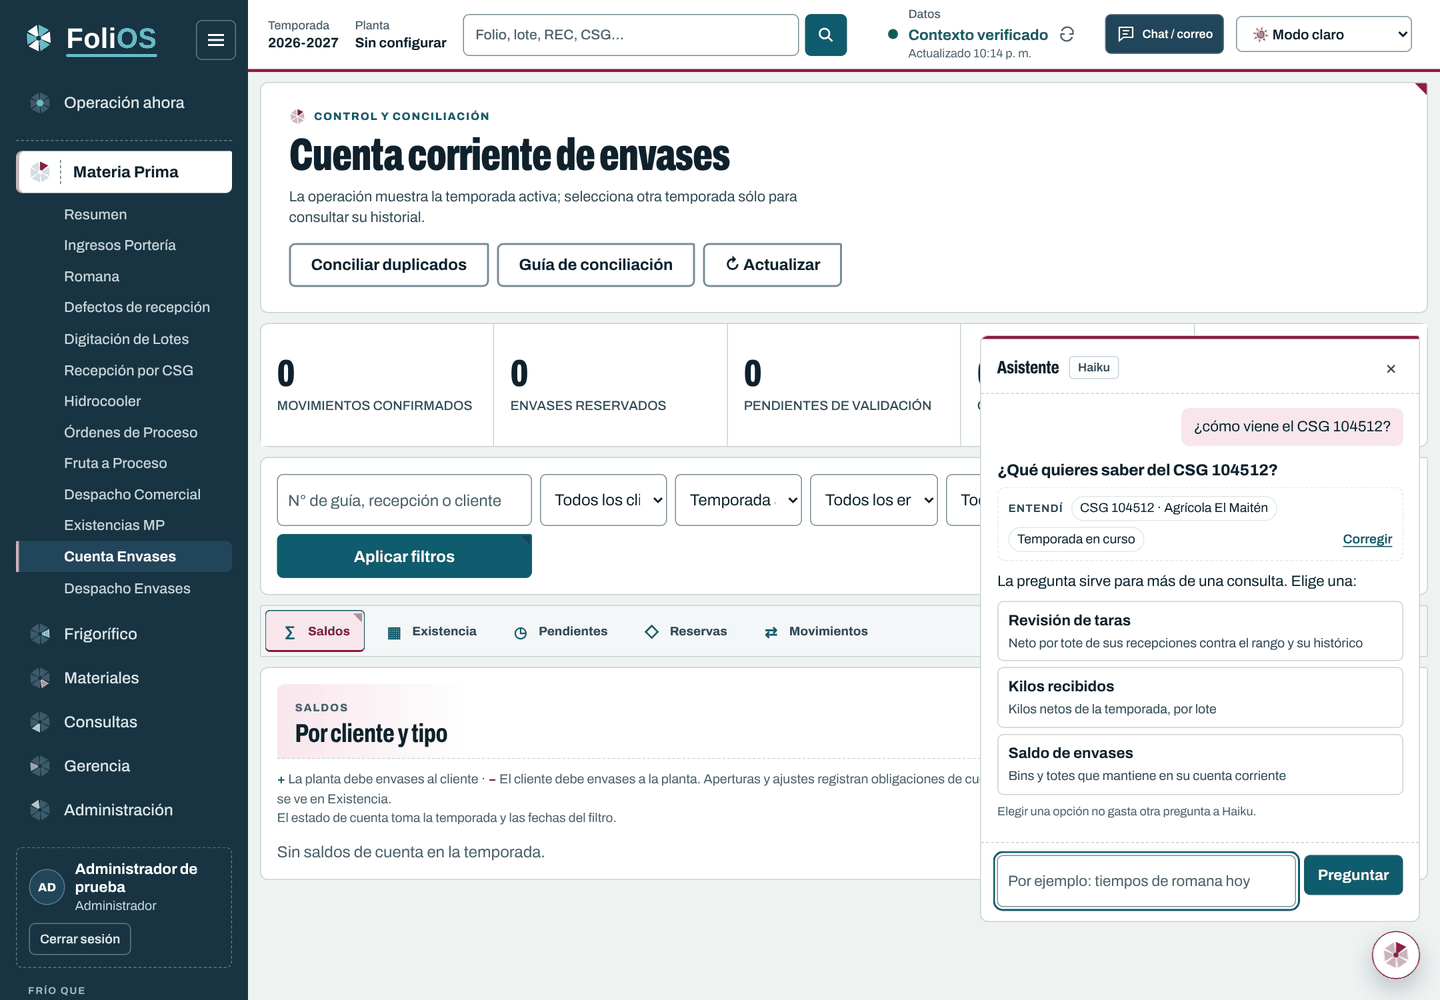 FoliOS
Operación ahora
Materia Prima
Resumen
Ingresos Portería
Romana
Defectos de recepción
Digitación de Lotes
Recepción por CSG
Hidrocooler
Órdenes de Proceso
Fruta a Proceso
Despacho Comercial
Existencias MP
Cuenta Envases
Despacho Envases
Frigorífico
Materiales
Consultas
Gerencia
Administración
AD
Administrador de
prueba
Administrador
Cerrar sesión
FRÍO QUE
Temporada
2026-2027
Planta
Sin configurar
Folio, lote, REC, CSG...
Datos
Contexto verificado
Actualizado 10:14 p. m.
Chat / correo
Modo claro
CONTROL Y CONCILIACIÓN
Cuenta corriente de envases
La operación muestra la temporada activa; selecciona otra temporada sólo para
consultar su historial.
Conciliar duplicados
Guía de conciliación
↻ Actualizar
0
MOVIMIENTOS CONFIRMADOS
0
ENVASES RESERVADOS
0
PENDIENTES DE VALIDACIÓN
N° de guía, recepción o cliente
Todos los cli
Temporada
Todos los er
Aplicar filtros
Σ Saldos
Existencia
Pendientes
Reservas
⇄ Movimientos
SALDOS
Por cliente y tipo
+ La planta debe envases al cliente · − El cliente debe envases a la planta. Aperturas y ajustes registran obligaciones de
se ve en Existencia.
El estado de cuenta toma la temporada y las fechas del filtro.
Sin saldos de cuenta en la temporada.
Asistente
Haiku
×
¿cómo viene el CSG 104512?
¿Qué quieres saber del CSG 104512?
ENTENDÍ
CSG 104512 · Agrícola El Maitén
Temporada en curso
Corregir
La pregunta sirve para más de una consulta. Elige una:
Revisión de taras
Neto por tote de sus recepciones contra el rango y su histórico
Kilos recibidos
Kilos netos de la temporada, por lote
Saldo de envases
Bins y totes que mantiene en su cuenta corriente
Elegir una opción no gasta otra pregunta a Haiku.
Por ejemplo: tiempos de romana hoy
Preguntar